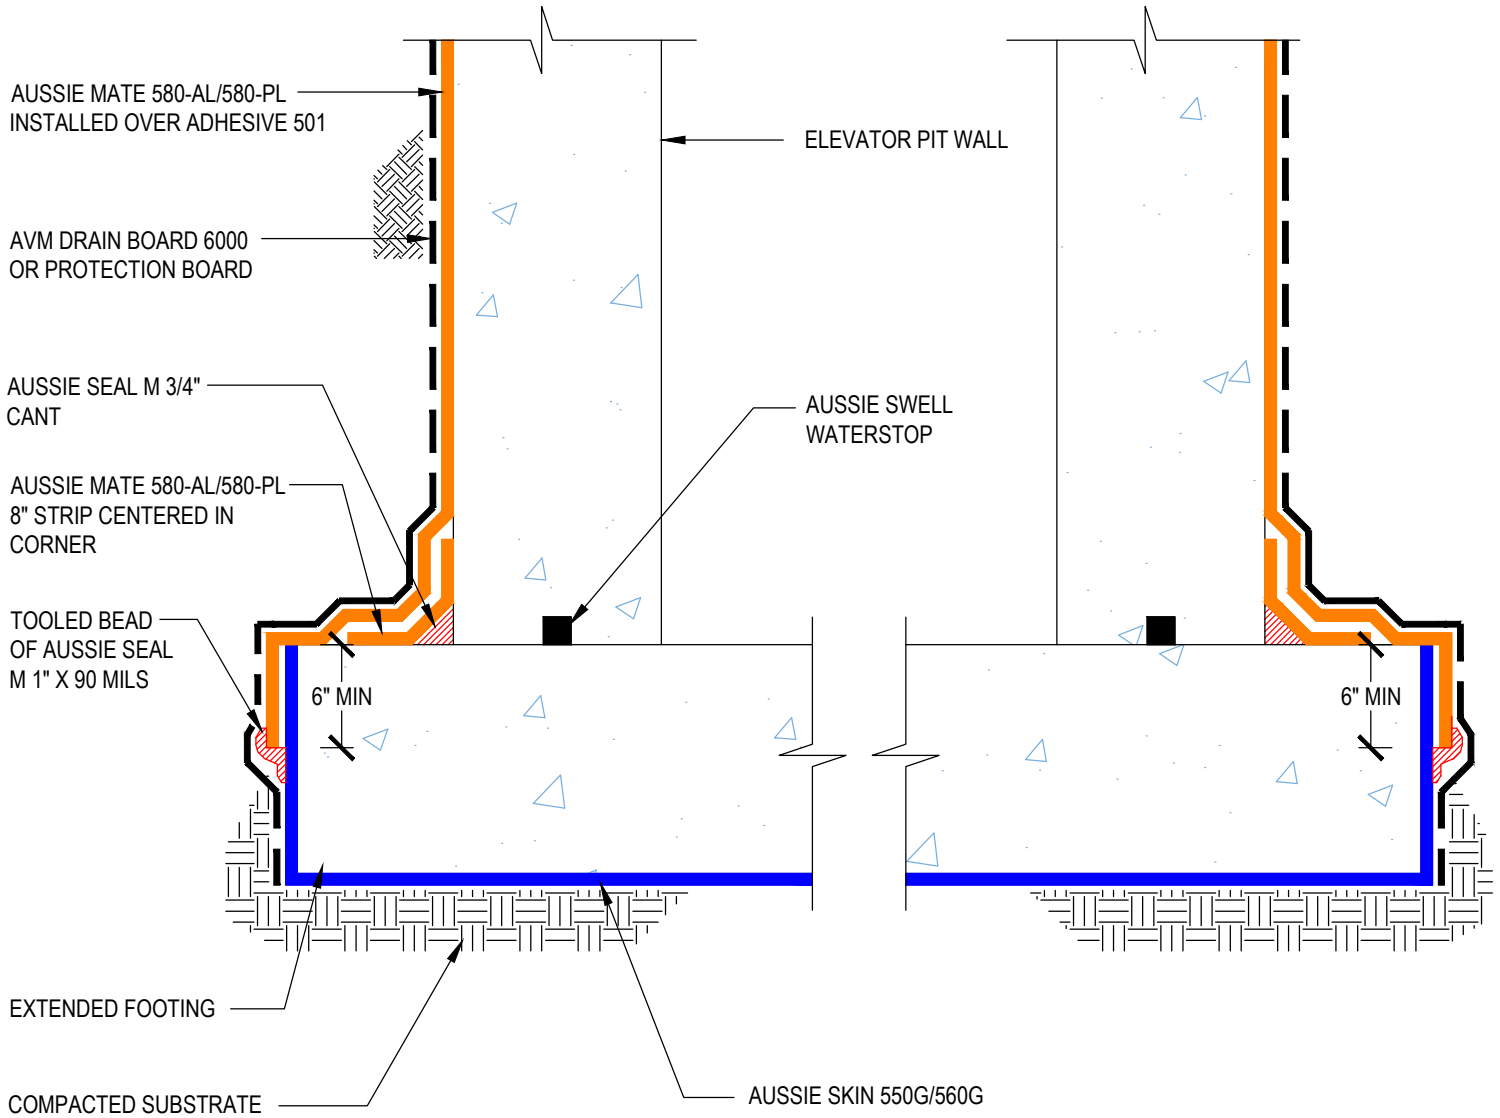 AUSSIE MATE 580-AL/580-PL
INSTALLED OVER ADHESIVE 501
ELEVATOR PIT WALL
AVM DRAIN BOARD 6000
OR PROTECTION BOARD
AUSSIE SEAL M 3/4"
CANT
AUSSIE SWELL
WATERSTOP
AUSSIE MATE 580-AL/580-PL
8" STRIP CENTERED IN
CORNER
TOOLED BEAD
OF AUSSIE SEAL
M 1" X 90 MILS
6" MIN
6" MIN
EXTENDED FOOTING
AUSSIE SKIN 550G/560G
COMPACTED SUBSTRATE